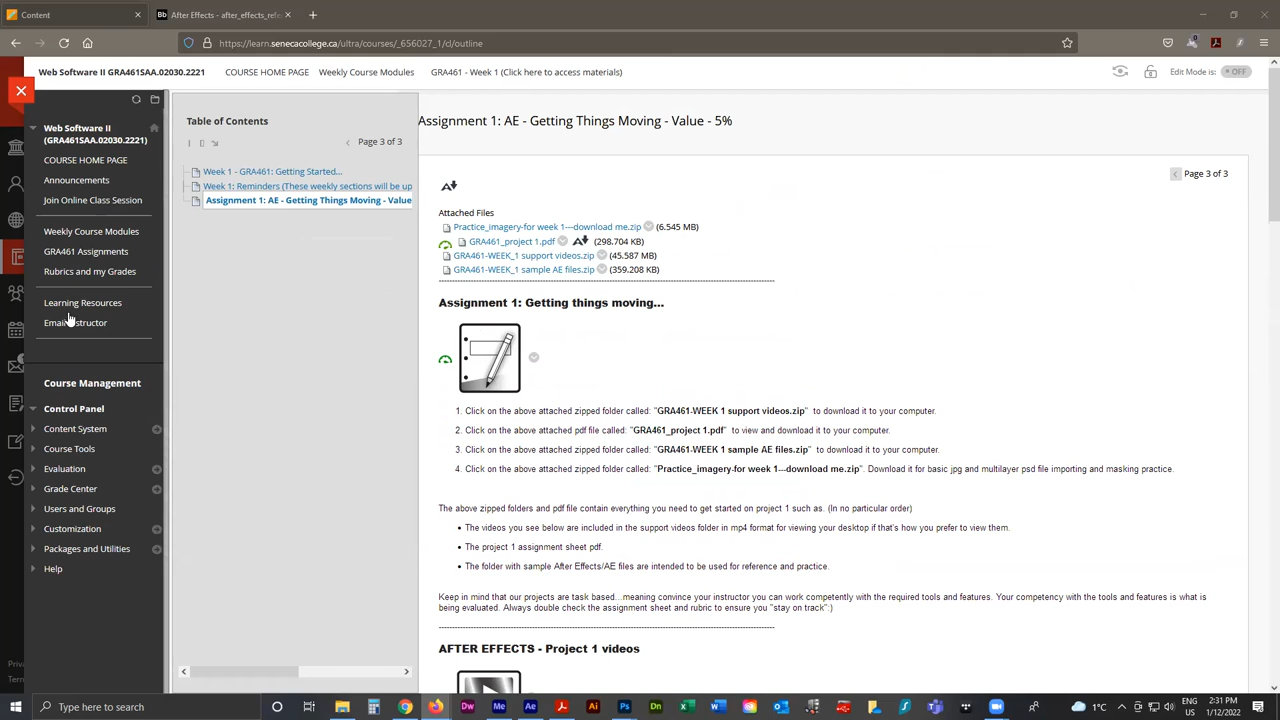 Content
After Effects - after_effects_refe
https://learn.senecacollege.ca/ultra/courses/_656027_1/cl/outline
Web Software II GRA461SAA.02030.2221
COURSE HOME PAGE
Weekly Course Modules
GRA461 - Week 1 (Click here to access materials)
Edit Mode is:
OFF
Web Software II
(GRA461SAA.02030.2221)
COURSE HOME PAGE
Announcements
Join Online Class Session
Weekly Course Modules
GRA461 Assignments
Rubrics and my Grades
Learning Resources
Email Instructor
Course Management
Control Panel
Content System
Course Tools
Evaluation
Grade Center
Users and Groups
Customization
Packages and Utilities
Help
Priv
Term
Table of Contents
Page 3 of 3
Week 1 - GRA461: Getting Started...
Week 1: Reminders (These weekly sections will be up
Assignment 1: AE - Getting Things Moving - Value
Assignment 1: AE - Getting Things Moving - Value - 5%
Page 3 of 3
Attached Files
Practice_imagery-for week 1---download me.zip (6.545 MB)
GRA461_project 1.pdf (298.704 KB)
GRA461-WEEK_1 support videos.zip (45.587 MB)
GRA461-WEEK_1 sample AE files.zip (359.208 KB)
Assignment 1: Getting things moving...
1. Click on the above attached zipped folder called: "GRA461-WEEK 1 support videos.zip" to download it to your computer.
2. Click on the above attached pdf file called: "GRA461_project 1.pdf" to view and download it to your computer.
3. Click on the above attached zipped folder called: "GRA461-WEEK 1 sample AE files.zip" to download it to your computer.
4. Click on the above attached zipped folder called: "Practice_imagery-for week 1---download me.zip". Download it for basic jpg and multilayer psd file importing and masking practice.
The above zipped folders and pdf file contain everything you need to get started on project 1 such as. (In no particular order)
• The videos you see below are included in the support videos folder in mp4 format for viewing your desktop if that's how you prefer to view them.
• The project 1 assignment sheet pdf.
• The folder with sample After Effects/AE files are intended to be used for reference and practice.
Keep in mind that our projects are task based...meaning convince your instructor you can work competently with the required tools and features. Your competency with the tools and features is what is
being evaluated. Always double check the assignment sheet and rubric to ensure you "stay on track":)
AFTER EFFECTS - Project 1 videos
Type here to search
1°C
ENG
US
2:31 PM
1/12/2022